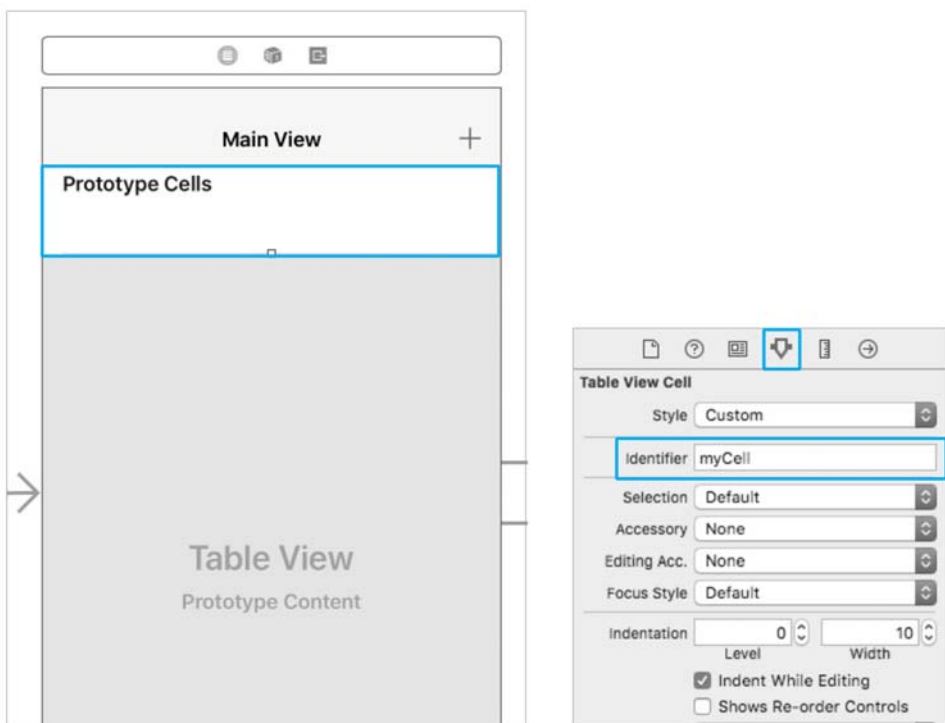 Main View
Prototype Cells
Table View
Prototype Content
Table View Cell
Style Custom
Identifier myCell
Selection Default
Accessory None
Editing Acc. None
Focus Style Default
Indentation 0 10
Level Width
Indent While Editing
Shows Re-order Controls